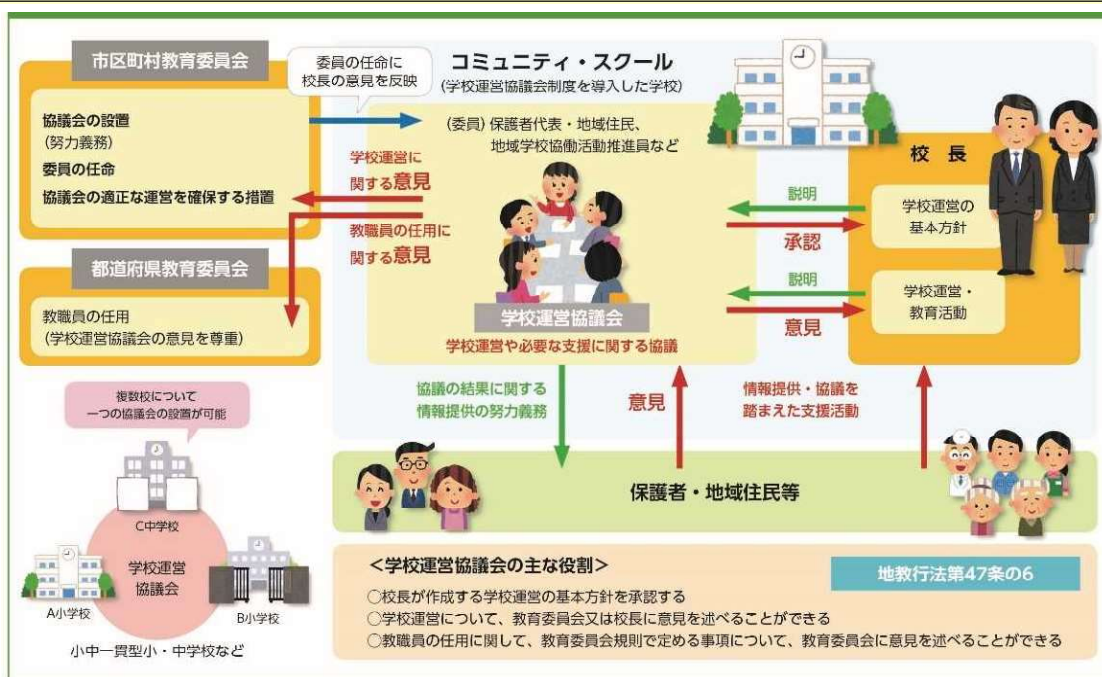 市区町村教育委員会
協議会の設置
(努力義務)
委員の任命
協議会の適正な運営を確保する措置
委員の任命に
校長の意見を反映
コミュニティ・スクール
(学校運営協議会制度を導入した学校)
(委員) 保護者代表・地域住民、
地域学校協働活動推進員など
学校運営に
関する意見
教職員の任用に
関する意見
都道府県教育委員会
教職員の任用
(学校運営協議会の意見を尊重)
学校運営協議会
学校運営や必要な支援に関する協議
校長
説明
承認
学校運営の
基本方針
説明
意見
学校運営・
教育活動
協議の結果に関する
情報提供の努力義務
意見
情報提供・協議を
踏まえた支援活動
保護者・地域住民等
複数校について
一つの協議会の設置が可能
C中学校
学校運営
協議会
A小学校
B小学校
小中一貫型小・中学校など
<学校運営協議会の主な役割>
地教行法第47条の6
○校長が作成する学校運営の基本方針を承認する
○学校運営について、教育委員会又は校長に意見を述べることができる
○教職員の任用に関して、教育委員会規則で定める事項について、教育委員会に意見を述べることができる